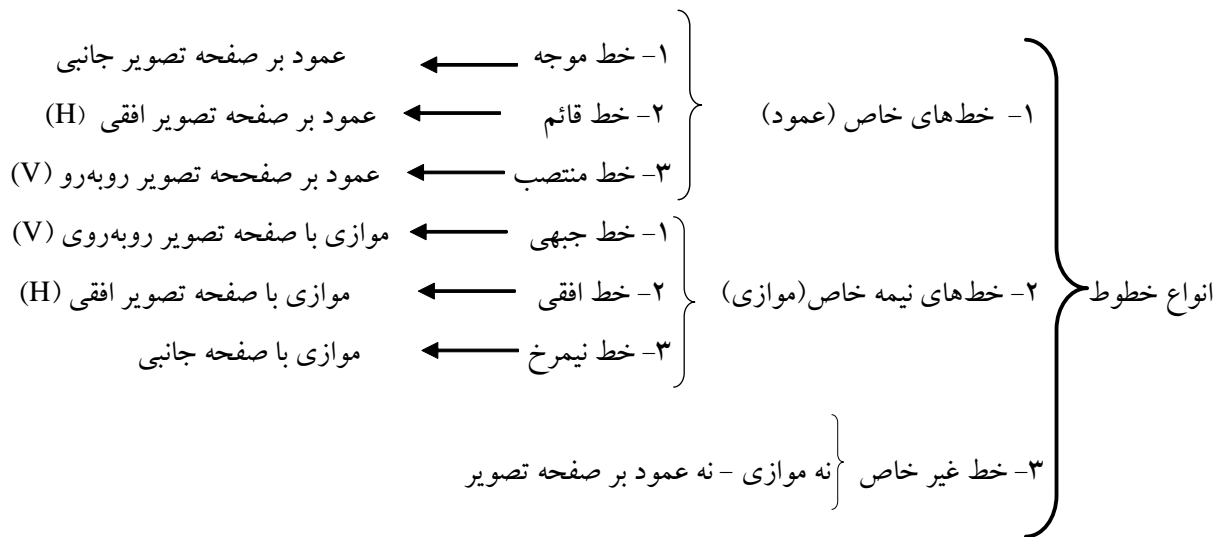 انواع خطوط
۱- خط‌های خاص (عمود)
۱- خط موجه عمود بر صفحه تصویر جانبی
۲- خط قائم عمود بر صفحه تصویر افقی (H)
۳- خط منتصب عمود بر صفححه تصویر روبه‌رو (V)
۲- خط‌های نیمه خاص(موازی)
۱- خط جبهی موازی با صفحه تصویر روبه‌روی (V)
۲- خط افقی موازی با صفحه تصویر افقی (H)
۳- خط نیمرخ موازی با صفحه جانبی
۳- خط غیر خاص نه موازی – نه عمود بر صفحه تصویر